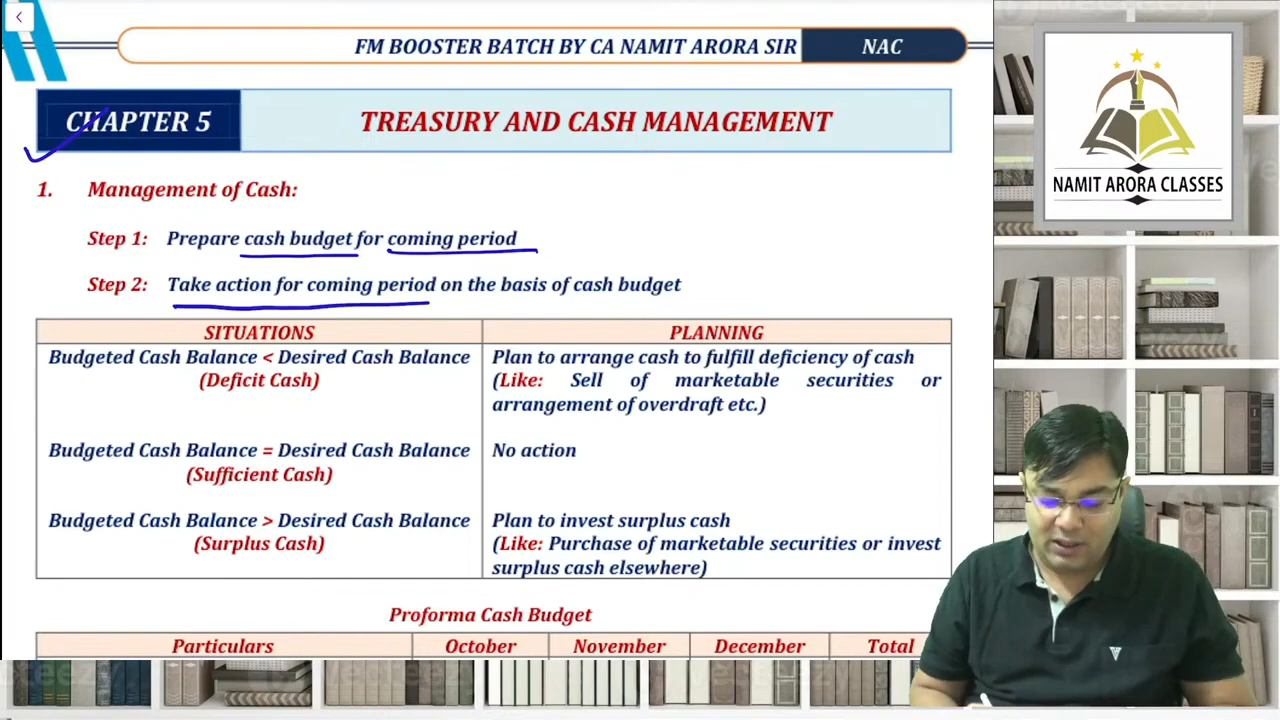 FM BOOSTER BATCH BY CA NAMIT ARORA SIR NAC
CHAPTER 5 TREASURY AND CASH MANAGEMENT
1. Management of Cash:
Step 1: Prepare cash budget for coming period
Step 2: Take action for coming period on the basis of cash budget
SITUATIONS PLANNING
Budgeted Cash Balance < Desired Cash Balance Plan to arrange cash to fulfill deficiency of cash
(Deficit Cash) (Like: Sell of marketable securities or
arrangement of overdraft etc.)
Budgeted Cash Balance = Desired Cash Balance No action
(Sufficient Cash)
Budgeted Cash Balance > Desired Cash Balance Plan to invest surplus cash
(Surplus Cash) (Like: Purchase of marketable securities or invest
surplus cash elsewhere)
Proforma Cash Budget
Particulars October November December Total
NAMIT ARORA CLASSES